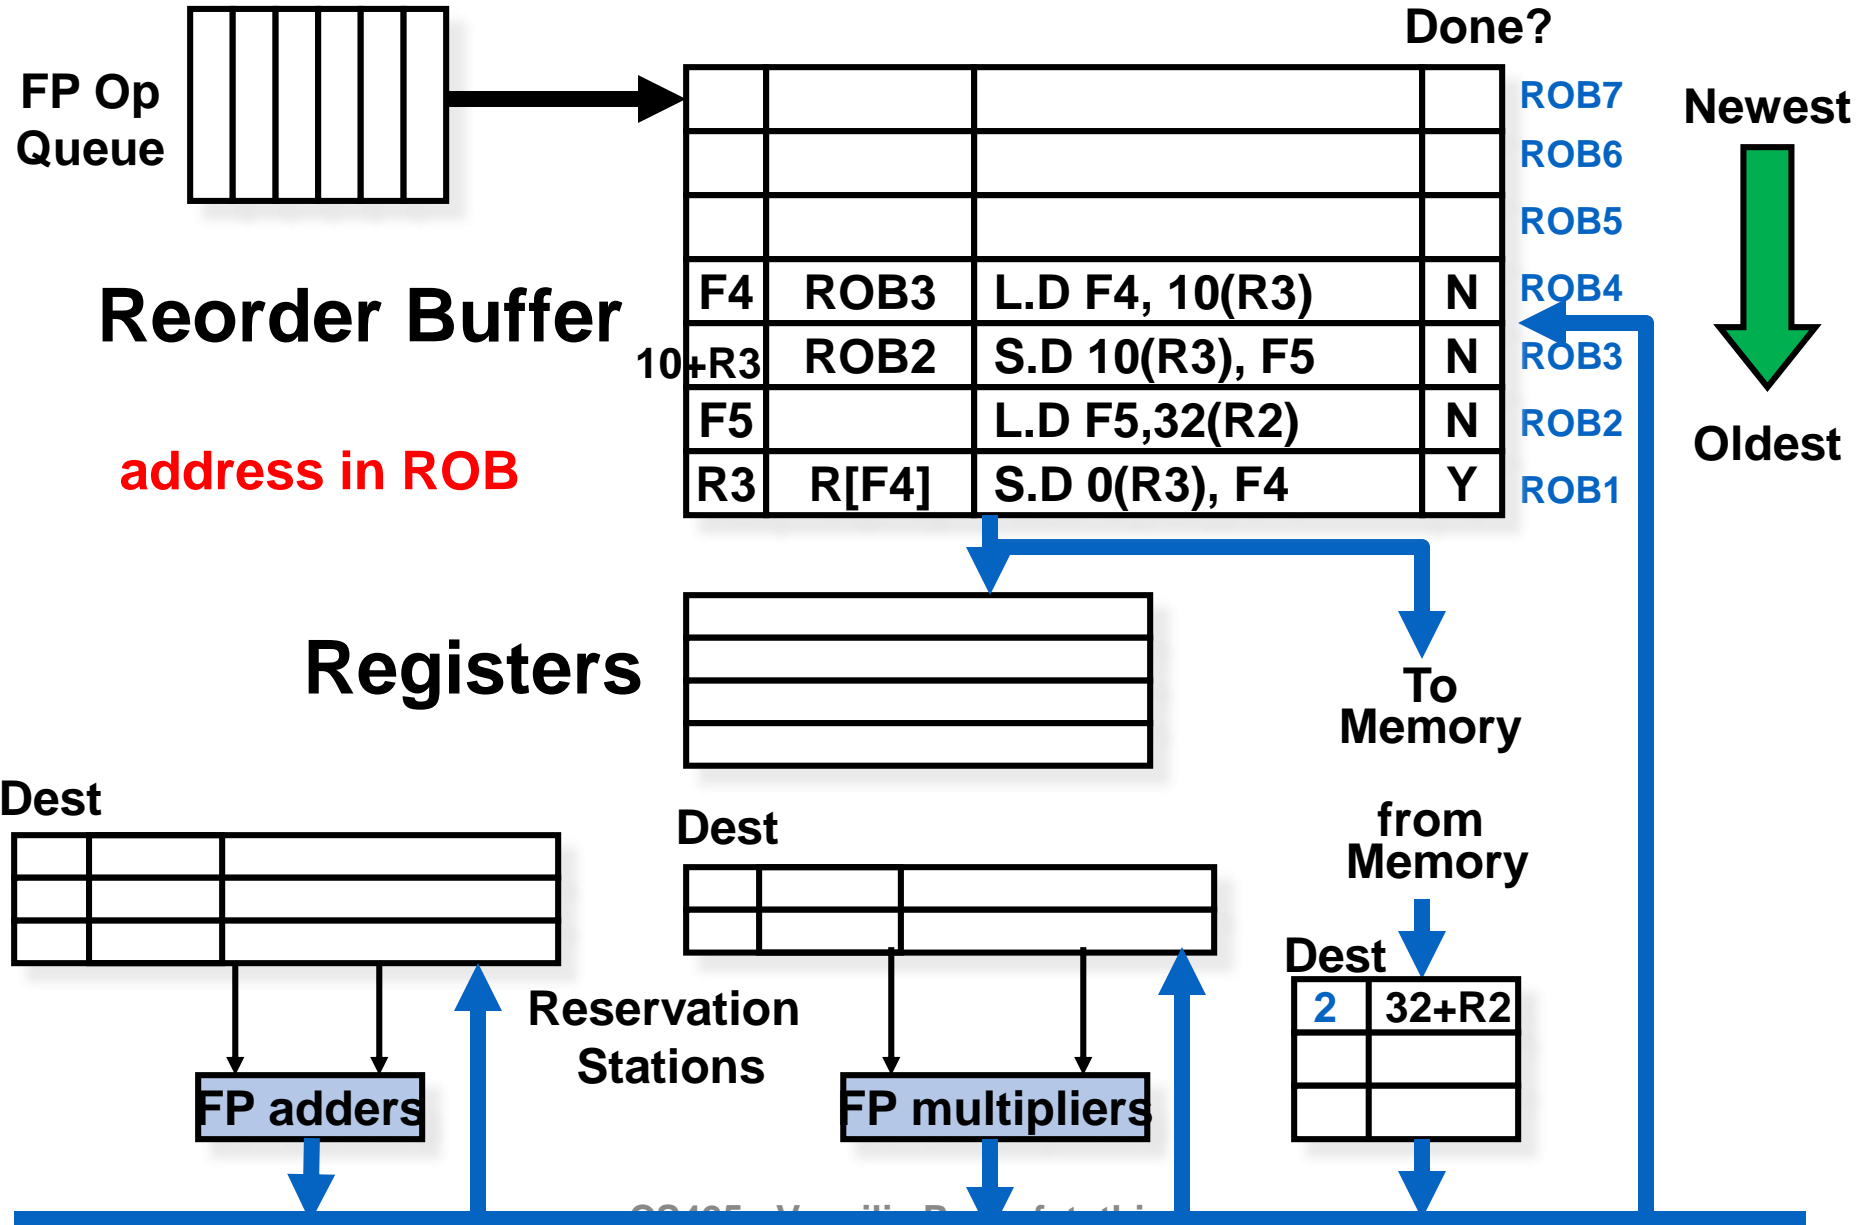 Done?
FP Op
Queue
ROB7
Newest
ROB6
ROB5
Reorder Buffer
F4 ROB3 L.D F4, 10(R3) N ROB4
10+R3 ROB2 S.D 10(R3), F5 N ROB3
F5 L.D F5,32(R2) N ROB2
Oldest
address in ROB
R3 R[F4] S.D 0(R3), F4 Y ROB1
Registers
To
Memory
Dest
Dest
from
Memory
Dest
2 32+R2
Reservation
Stations
FP adders
FP multipliers